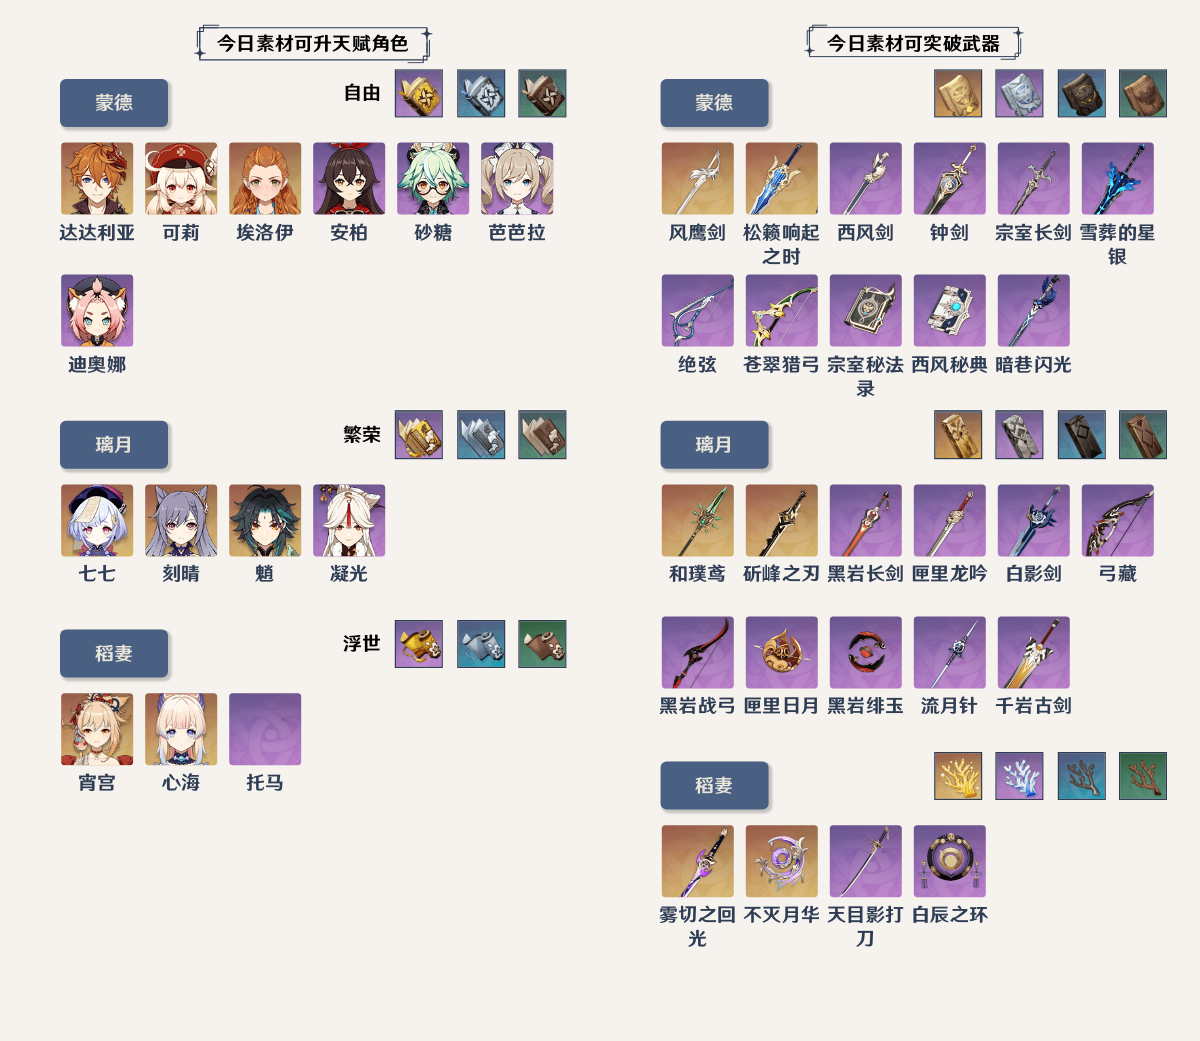 今日素材可升天赋角色
蒙德
自由
达达利亚
可莉
埃洛伊
安柏
砂糖
芭芭拉
迪奥娜
璃月
繁荣
七七
刻晴
魈
凝光
稻妻
浮世
宵宫
心海
托马
今日素材可突破武器
蒙德
风鹰剑
松籁响起
之时
西风剑
钟剑
宗室长剑
雪葬的星
银
绝弦
苍翠猎弓
宗室秘法
录
西风秘典
暗巷闪光
璃月
和璞鸢
斫峰之刃
黑岩长剑
匣里龙吟
白影剑
弓藏
黑岩战弓
匣里日月
黑岩绯玉
流月针
千岩古剑
稻妻
雾切之回
光
不灭月华
天目影打
刀
白辰之环